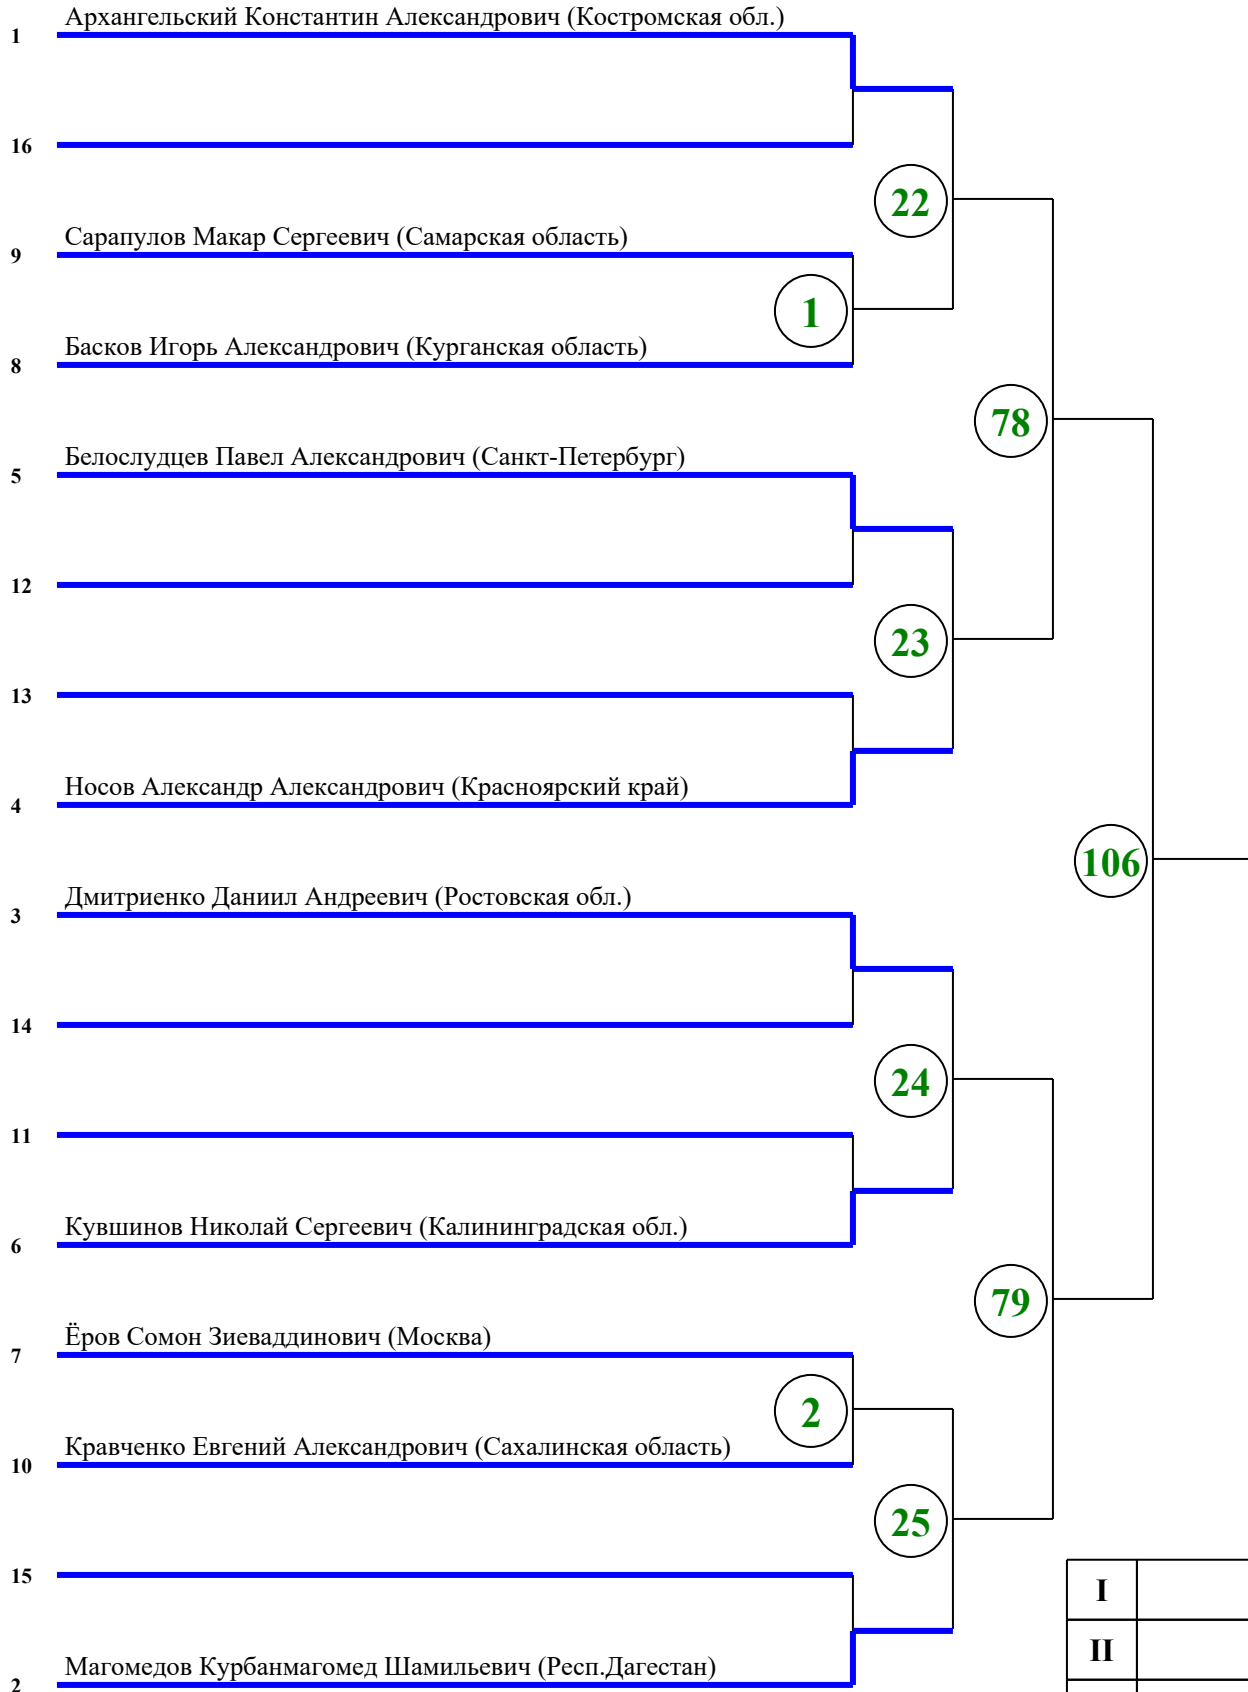 Архангельский Константин Александрович (Костромская обл.)
1
16
22
Сарапулов Макар Сергеевич (Самарская область)
9
1
Басков Игорь Александрович (Курганская область)
8
78
Белослудцев Павел Александрович (Санкт-Петербург)
5
12
23
13
Носов Александр Александрович (Красноярский край)
4
106
Дмитриенко Даниил Андреевич (Ростовская обл.)
3
14
24
11
Кувшинов Николай Сергеевич (Калининградская обл.)
6
79
Ёров Сомон Зиеваддинович (Москва)
7
2
Кравченко Евгений Александрович (Сахалинская область)
10
25
15
I
II
Магомедов Курбанмагомед Шамильевич (Респ.Дагестан)
2